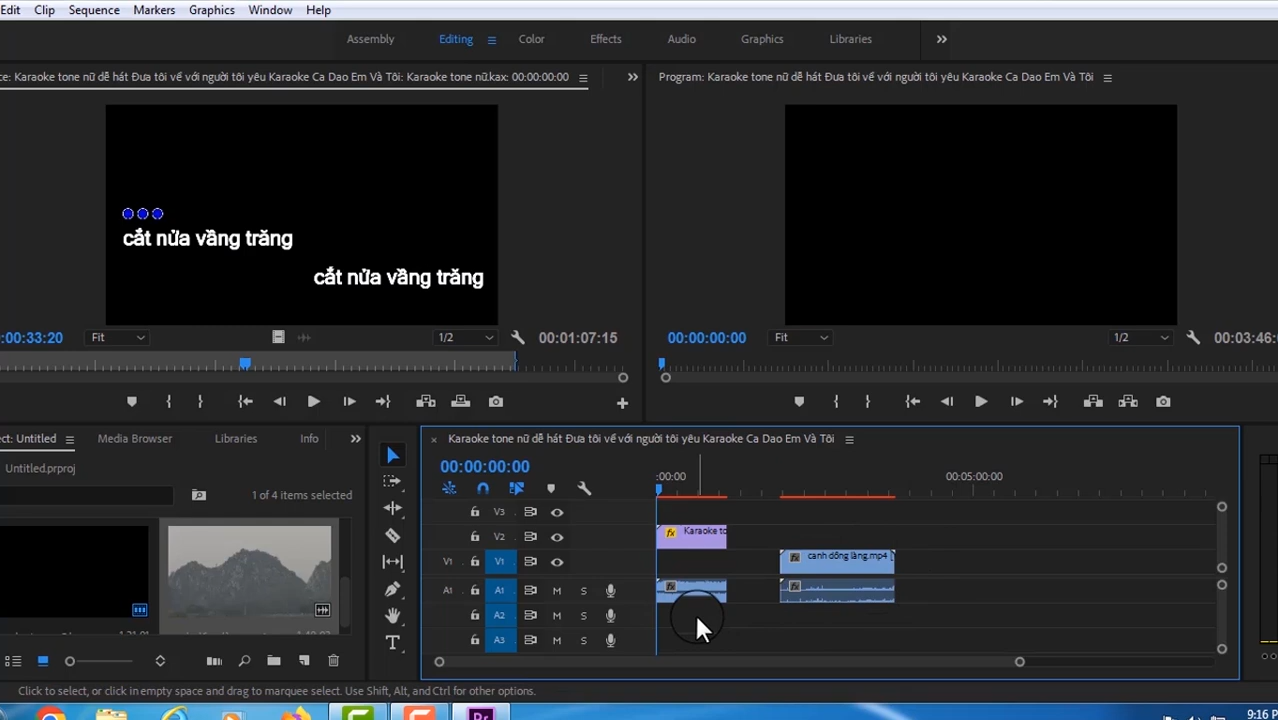 Edit Clip Sequence Markers Graphics Window Help
Assembly Editing Color Effects Audio Graphics Libraries
ce: Karaoke tone nữ dễ hát Đưa tôi về với người tôi yêu Karaoke Ca Dao Em Và Tôi: Karaoke tone nữ.kax: 00:00:00:00
Program: Karaoke tone nữ dễ hát Đưa tôi về với người tôi yêu Karaoke Ca Dao Em Và Tôi
cắt nửa vầng trăng
cắt nửa vầng trăng
:00:33:20 Fit 1/2 00:01:07:15
00:00:00:00 Fit 1/2 00:03:46:
ct: Untitled Media Browser Libraries Info
Untitled.prproj
1 of 4 items selected
Karaoke tone nữ dễ hát Đưa tôi về với người tôi yêu Karaoke Ca Dao Em Và Tôi
00:00:00:00
:00:00 00:05:00:00
V3
V2 Karaoke to
V1 V1 canh đồng làng.mp4 [
A1 A1 M S
A2 M S
A3 M S
Click to select, or click in empty space and drag to marquee select. Use Shift, Alt, and Ctrl for other options.
Pr
9:16 P